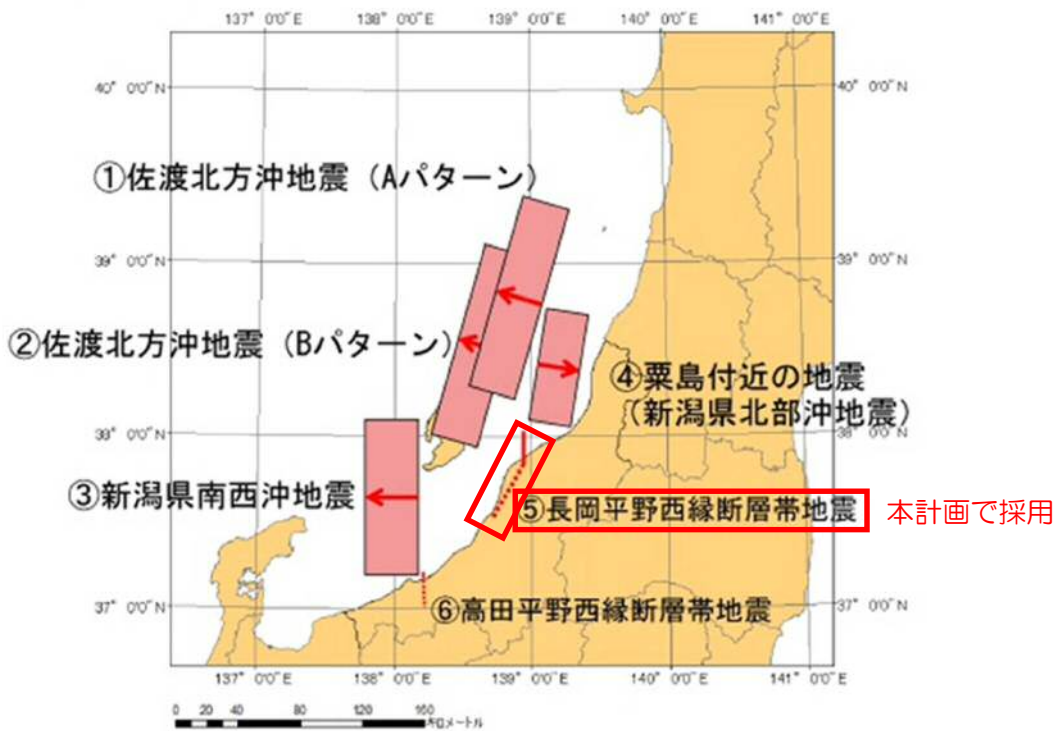 137° 0'0"E 138° 0'0"E 139° 0'0"E 140° 0'0"E 141° 0'0"E
40° 0'0"N 40° 0'0"N
①佐渡北方沖地震（Aパターン）
39° 0'0"N 39° 0'0"N
②佐渡北方沖地震（Bパターン）
④粟島付近の地震
（新潟県北部沖地震）
38° 0'0"N 38° 0'0"N
③新潟県南西沖地震
⑤長岡平野西縁断層帯地震 本計画で採用
37° 0'0"N 37° 0'0"N
⑥高田平野西縁断層帯地震
137° 0'0"E 138° 0'0"E 139° 0'0"E 140° 0'0"E 141° 0'0"E
0 20 40 80 120 160
キロメートル